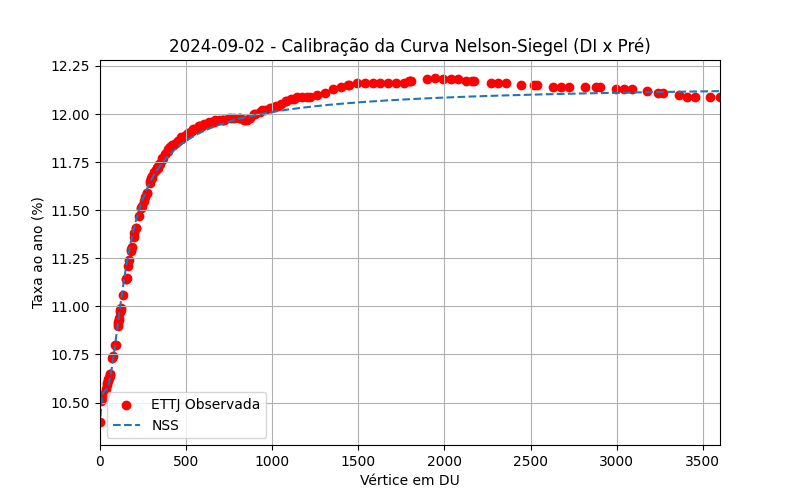 2024-09-02 - Calibração da Curva Nelson-Siegel (DI x Pré)
12.25
12.00
11.75
11.50
11.25
11.00
10.75
10.50
Taxa ao ano (%)
ETTJ Observada
NSS
0 500 1000 1500 2000 2500 3000 3500
Vértice em DU